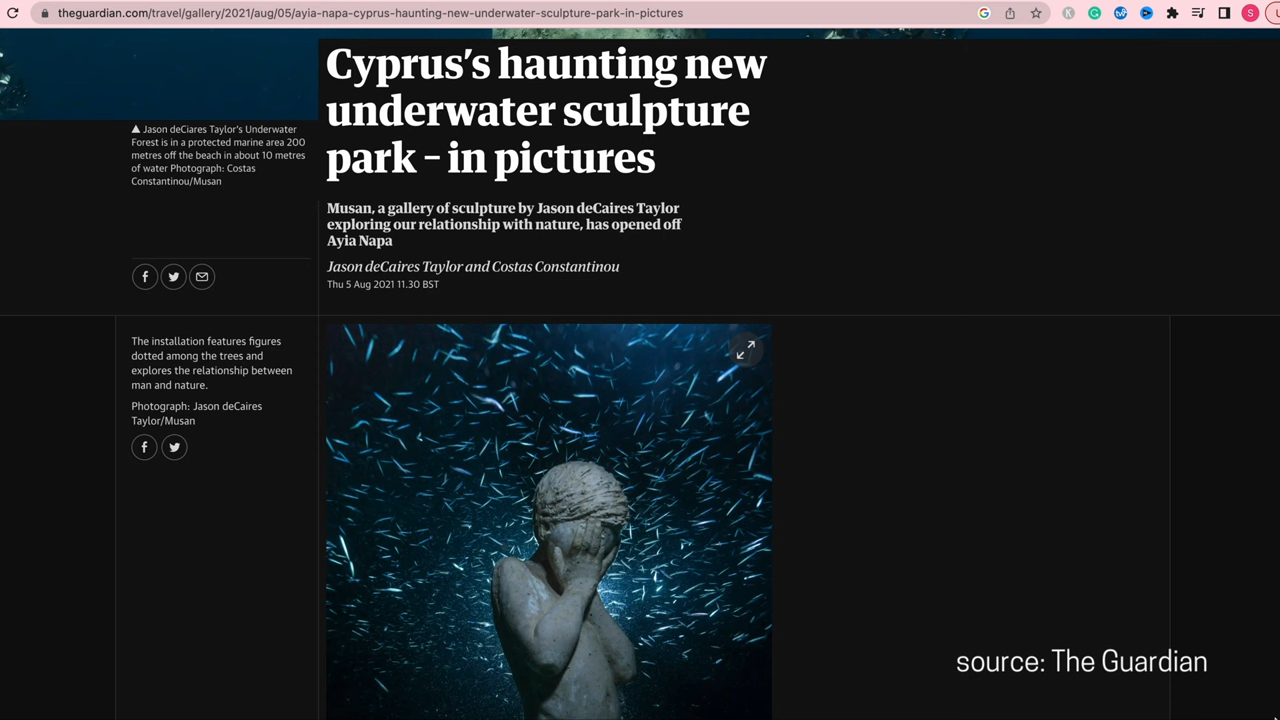 theguardian.com/travel/gallery/2021/aug/05/ayia-napa-cyprus-haunting-new-underwater-sculpture-park-in-pictures
S
Cyprus's haunting new
underwater sculpture
park – in pictures
▲ Jason deCiares Taylor's Underwater
Forest is in a protected marine area 200
metres off the beach in about 10 metres
of water Photograph: Costas
Constantinou/Musan
Musan, a gallery of sculpture by Jason deCaires Taylor
exploring our relationship with nature, has opened off
Ayia Napa
Jason deCaires Taylor and Costas Constantinou
Thu 5 Aug 2021 11.30 BST
The installation features figures
dotted among the trees and
explores the relationship between
man and nature.
Photograph: Jason deCaires
Taylor/Musan
source: The Guardian